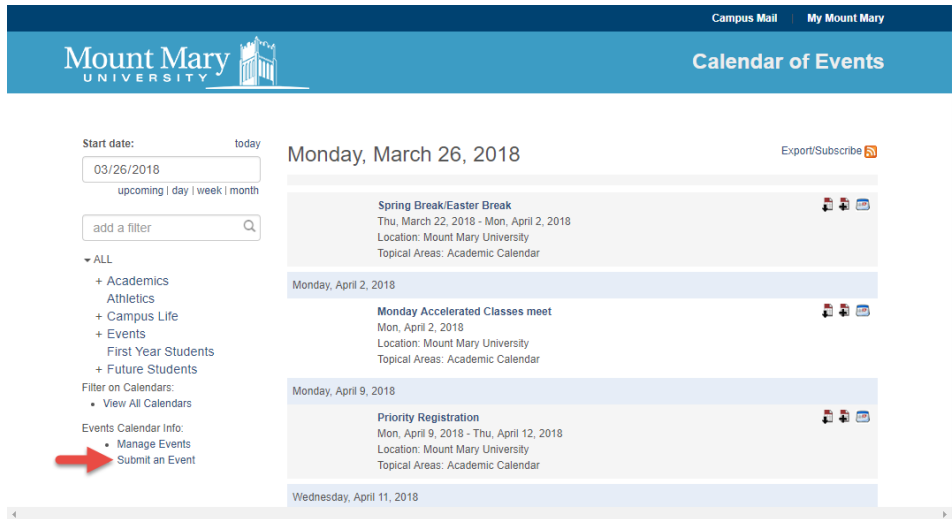 Campus Mail | My Mount Mary
Mount Mary
UNIVERSITY
Calendar of Events
Start date: today
03/26/2018
upcoming | day | week | month
add a filter
ALL
+ Academics
Athletics
+ Campus Life
+ Events
First Year Students
+ Future Students
Filter on Calendars:
• View All Calendars
Events Calendar Info:
• Manage Events
Submit an Event
Monday, March 26, 2018
Export/Subscribe
Spring Break/Easter Break
Thu, March 22, 2018 - Mon, April 2, 2018
Location: Mount Mary University
Topical Areas: Academic Calendar
Monday, April 2, 2018
Monday Accelerated Classes meet
Mon, April 2, 2018
Location: Mount Mary University
Topical Areas: Academic Calendar
Monday, April 9, 2018
Priority Registration
Mon, April 9, 2018 - Thu, April 12, 2018
Location: Mount Mary University
Topical Areas: Academic Calendar
Wednesday, April 11, 2018